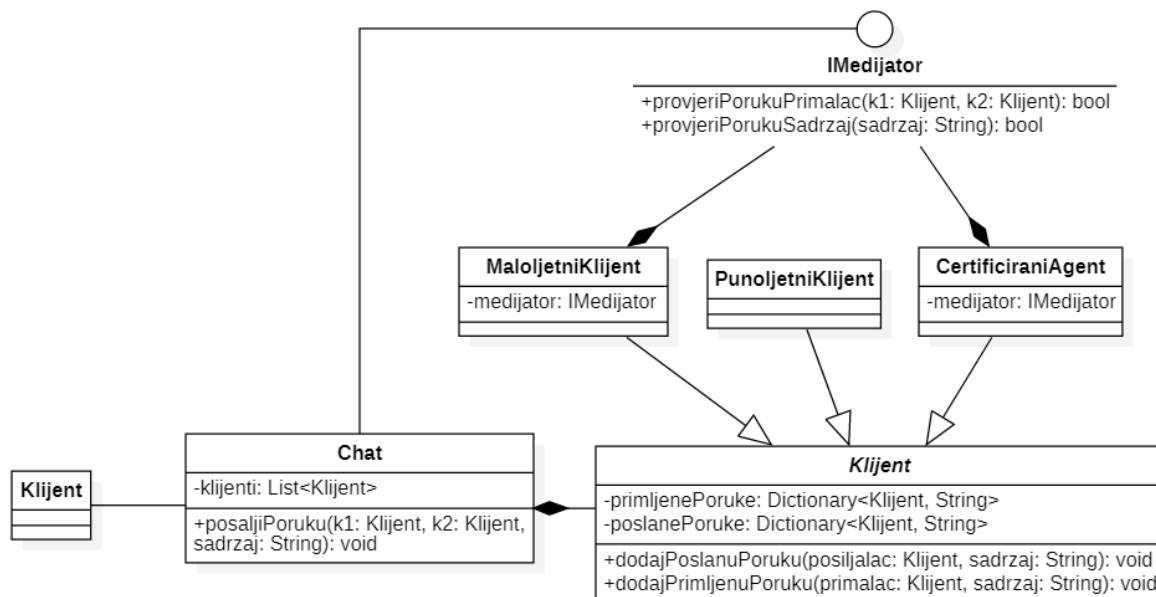 IMedijator
+provjeriPorukuPrimalac(k1: Klijent, k2: Klijent): bool
+provjeriPorukuSadrzaj(sadrzaj: String): bool
MaloljetniKlijent
-medijator: IMedijator
PunoljetniKlijent
CertificiraniAgent
-medijator: IMedijator
Klijent
Chat
-klijenti: List<Klijent>
+posaljiPoruku(k1: Klijent, k2: Klijent,
sadrzaj: String): void
Klijent
-primljenePoruke: Dictionary<Klijent, String>
-poslanePoruke: Dictionary<Klijent, String>
+dodajPoslanuPoruku(posiljalac: Klijent, sadrzaj: String): void
+dodajPrimljenuPoruku(primalac: Klijent, sadrzaj: String): void